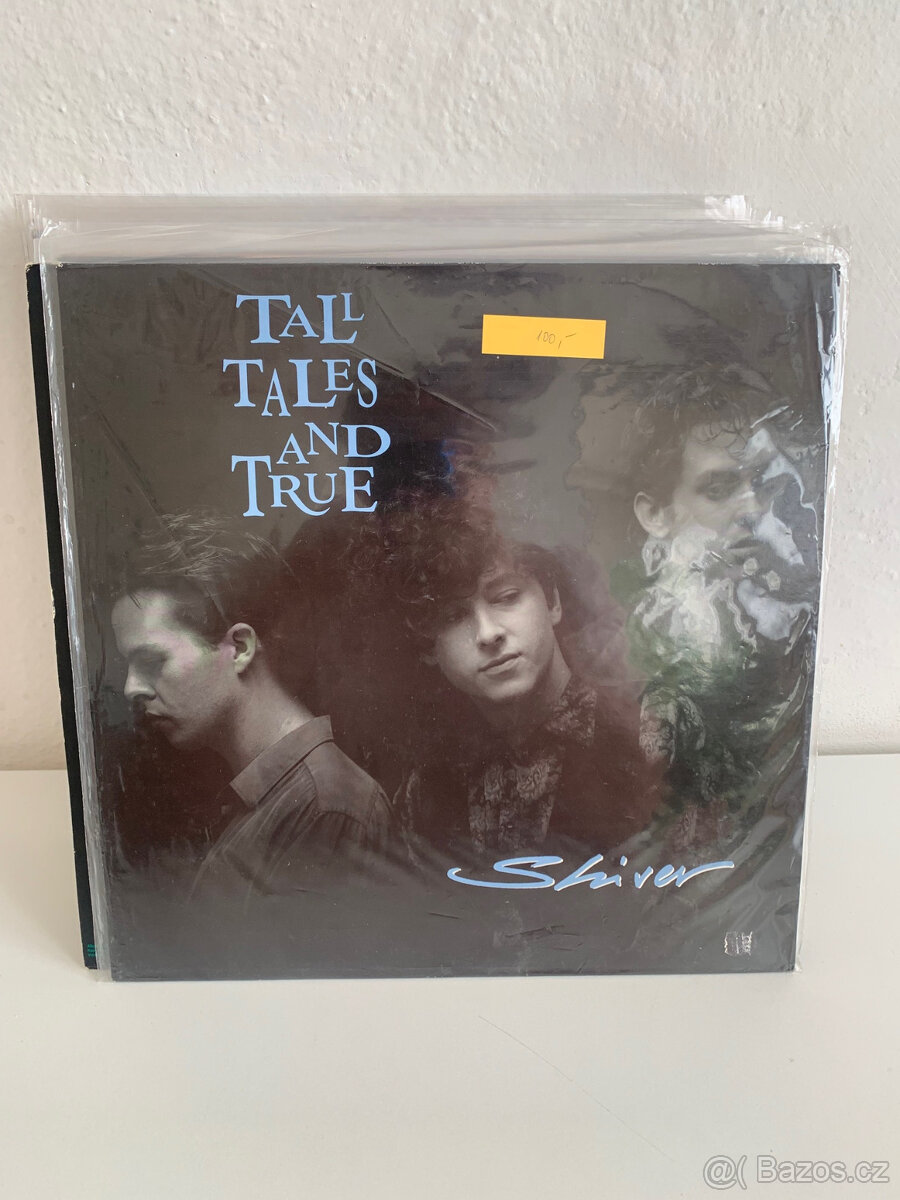 TALL
TALES
AND
TRUE
100,-
Shiver
@( Bazos.cz